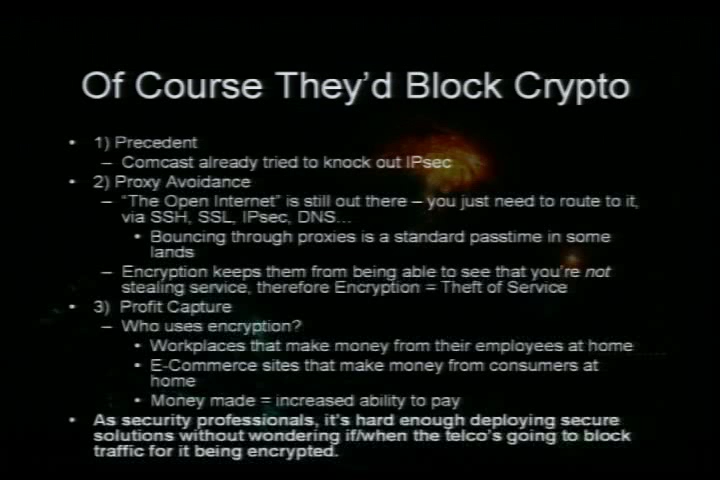 Of Course They'd Block Crypto
• 1) Precedent
– Comcast already tried to knock out IPsec
• 2) Proxy Avoidance
– "The Open Internet" is still out there – you just need to route to it,
via SSH, SSL, IPsec, DNS...
• Bouncing through proxies is a standard passtime in some
lands
– Encryption keeps them from being able to see that you're not
stealing service, therefore Encryption = Theft of Service
• 3) Profit Capture
– Who uses encryption?
• Workplaces that make money from their employees at home
• E-Commerce sites that make money from consumers at
home
• Money made = increased ability to pay
• As security professionals, it's hard enough deploying secure
solutions without wondering if/when the telco's going to block
traffic for it being encrypted.